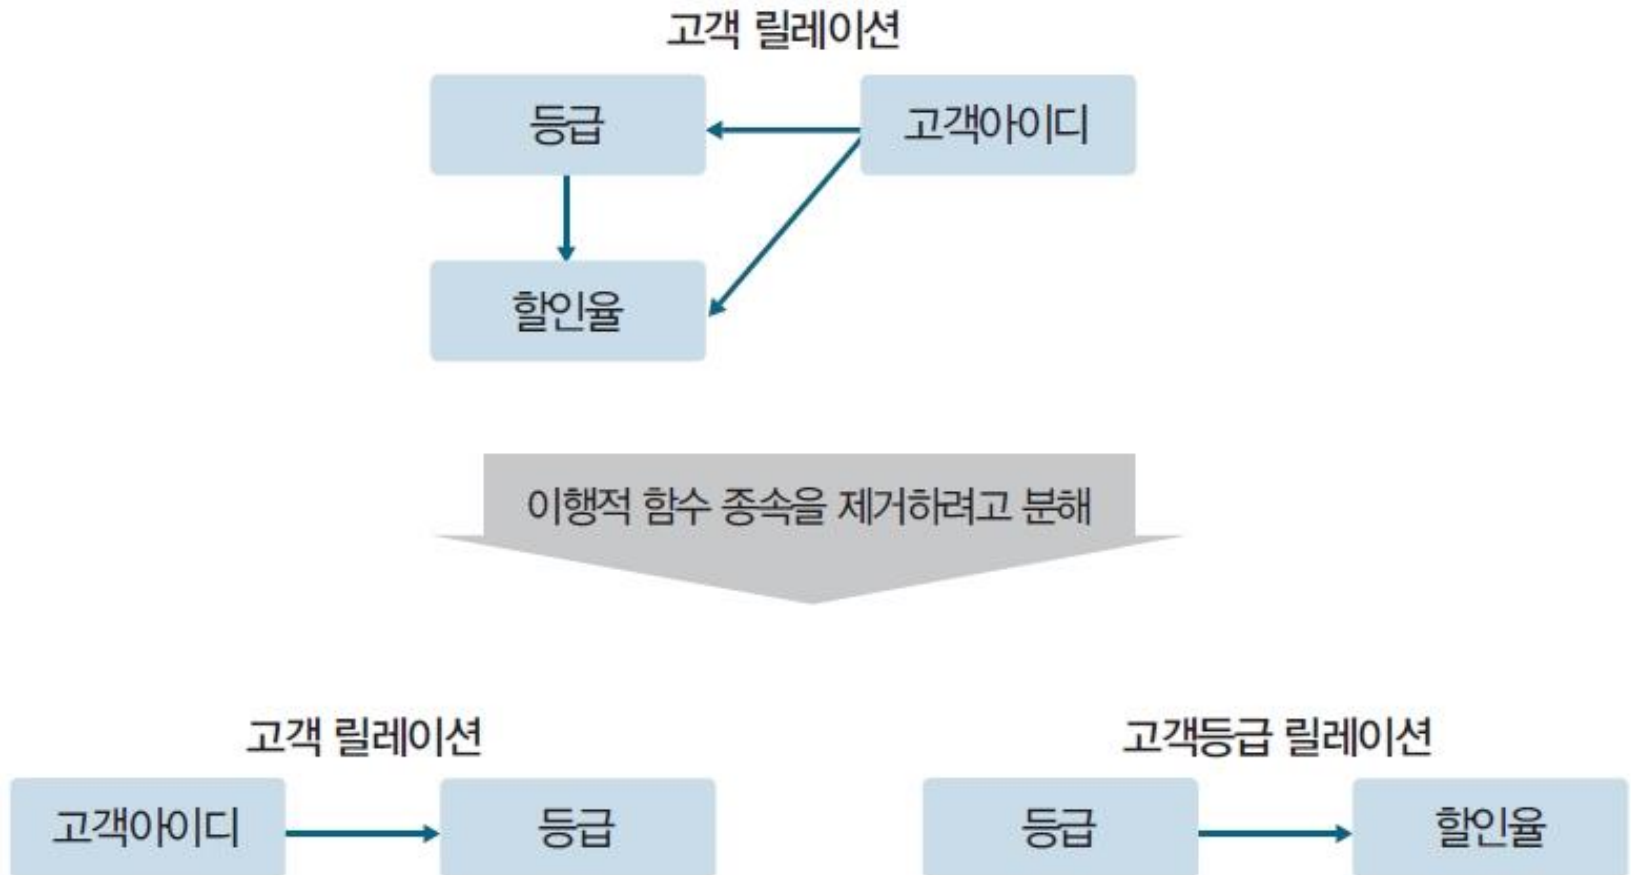 고객 릴레이션
등급
고객아이디
할인율
이행적 함수 종속을 제거하려고 분해
고객 릴레이션
고객등급 릴레이션
고객아이디
등급
등급
할인율